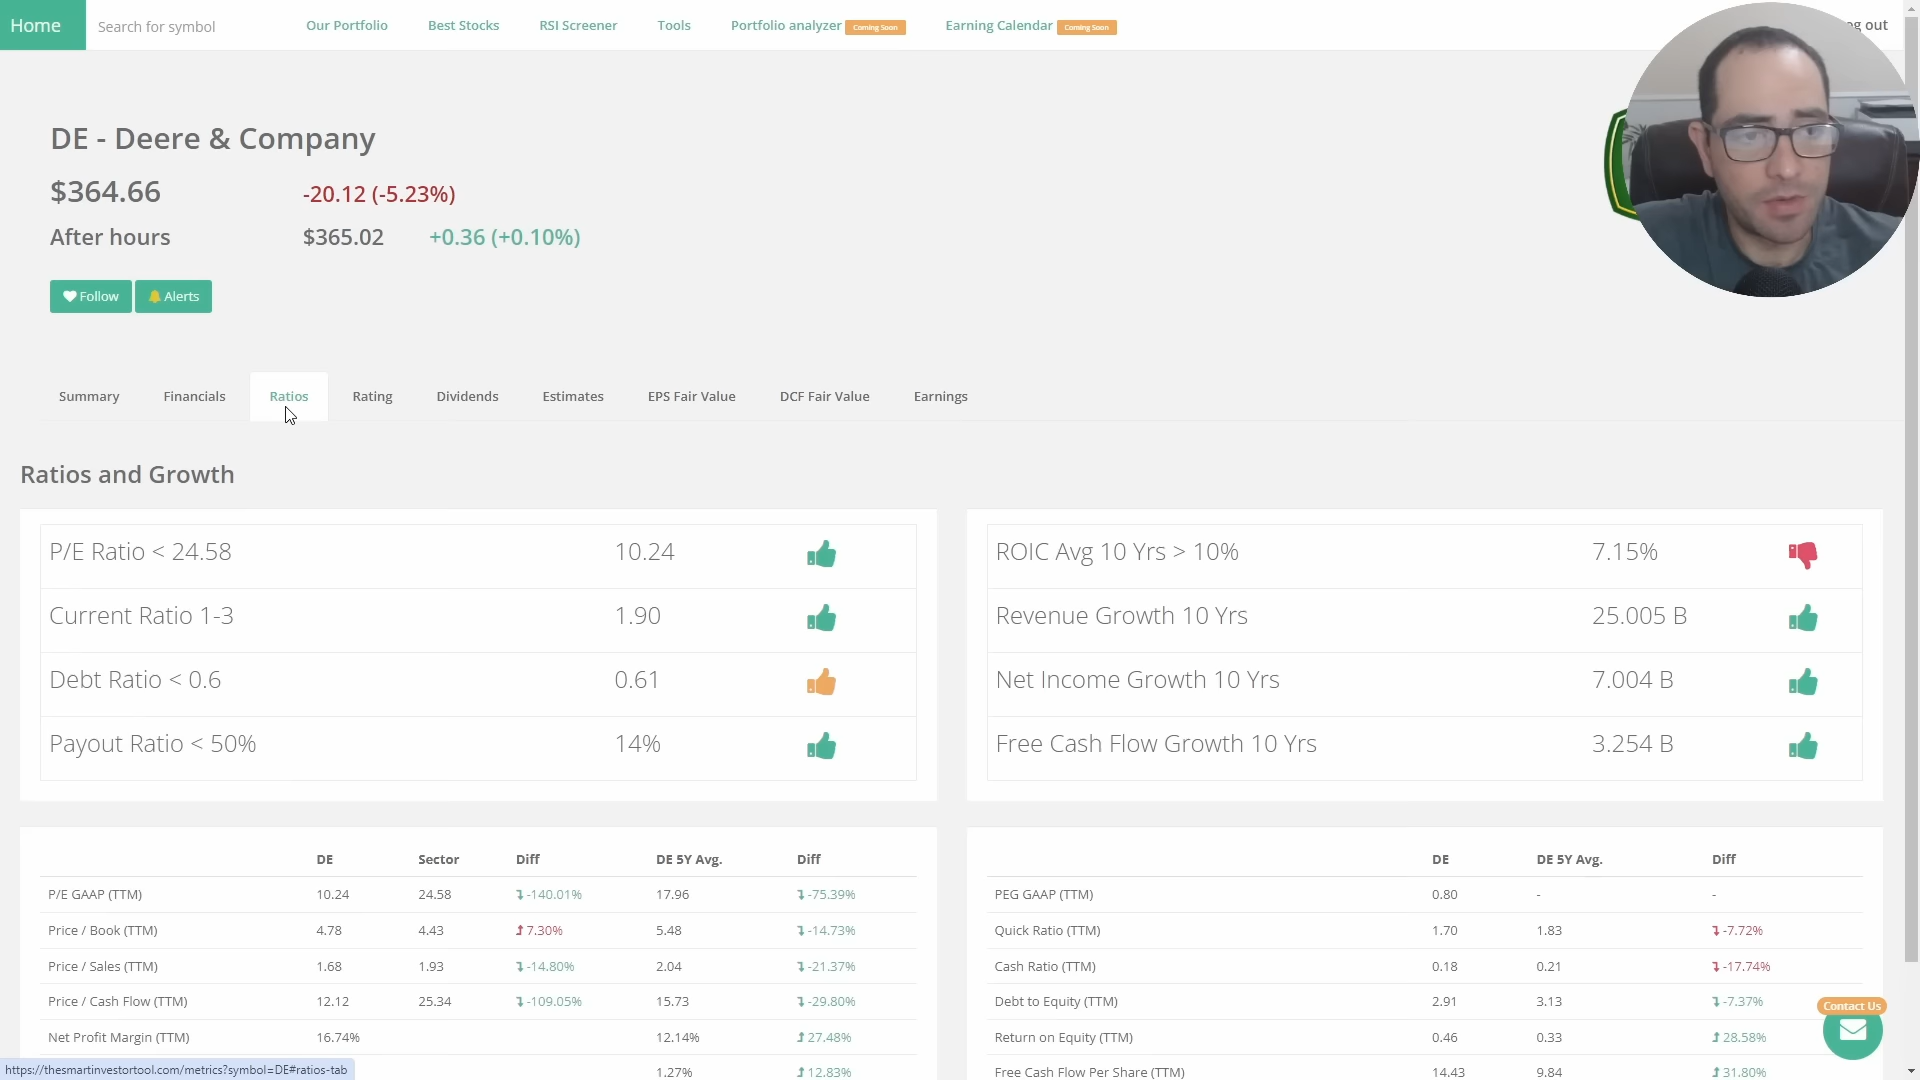 Home
Search for symbol
Our Portfolio
Best Stocks
RSI Screener
Tools
Portfolio analyzer Coming Soon
Earning Calendar Coming Soon
out
DE - Deere & Company
$364.66 -20.12 (-5.23%)
After hours $365.02 +0.36 (+0.10%)
Follow Alerts
Summary Financials Ratios Rating Dividends Estimates EPS Fair Value DCF Fair Value Earnings
Ratios and Growth
P/E Ratio < 24.58 10.24
Current Ratio 1-3 1.90
Debt Ratio < 0.6 0.61
Payout Ratio < 50% 14%
ROIC Avg 10 Yrs > 10% 7.15%
Revenue Growth 10 Yrs 25.005 B
Net Income Growth 10 Yrs 7.004 B
Free Cash Flow Growth 10 Yrs 3.254 B
DE Sector Diff DE 5Y Avg. Diff
P/E GAAP (TTM) 10.24 24.58 -140.01% 17.96 -75.39%
Price / Book (TTM) 4.78 4.43 7.30% 5.48 -14.73%
Price / Sales (TTM) 1.68 1.93 -14.80% 2.04 -21.37%
Price / Cash Flow (TTM) 12.12 25.34 -109.05% 15.73 -29.80%
Net Profit Margin (TTM) 16.74% 12.14% 27.48%
1.27% 12.83%
DE DE 5Y Avg. Diff
PEG GAAP (TTM) 0.80 - -
Quick Ratio (TTM) 1.70 1.83 -7.72%
Cash Ratio (TTM) 0.18 0.21 -17.74%
Debt to Equity (TTM) 2.91 3.13 -7.37%
Return on Equity (TTM) 0.46 0.33 28.58%
Free Cash Flow Per Share (TTM) 14.43 9.84 31.80%
Contact Us
https://thesmartinvestortool.com/metrics?symbol=DE#ratios-tab